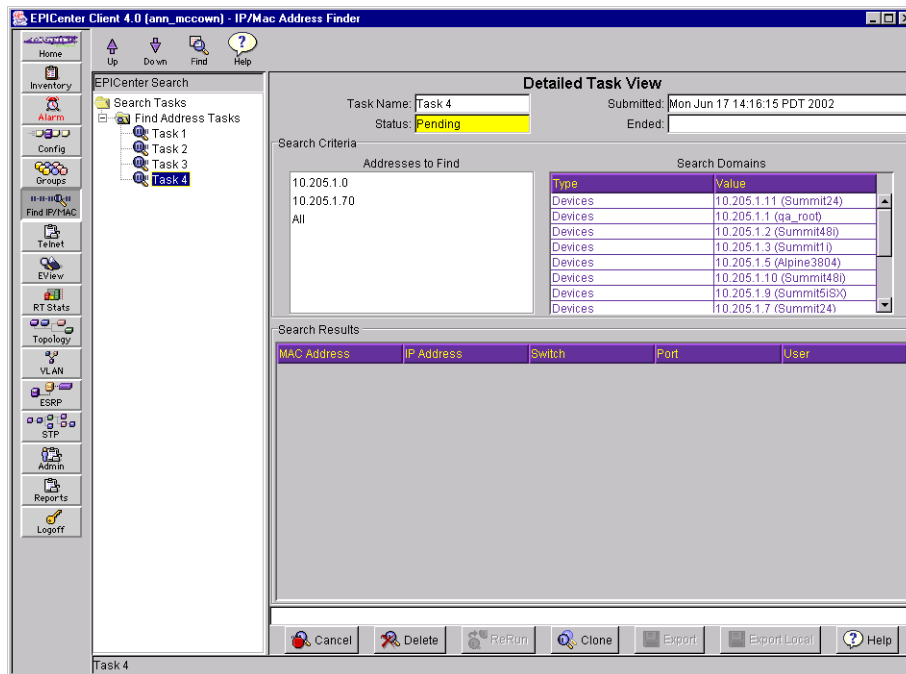 EPICenter Client 4.0 (ann_mccown) - IP/Mac Address Finder
Home
Inventory
Alarm
Config
Groups
Find IP/MAC
Telnet
EView
RT Stats
Topology
VLAN
ESRP
STP
Admin
Reports
Logoff
Up Down Find Help
EPICenter Search
Search Tasks
Find Address Tasks
Task 1
Task 2
Task 3
Task 4
Detailed Task View
Task Name: Task 4 Submitted: Mon Jun 17 14:16:15 PDT 2002
Status: Pending Ended:
Search Criteria
Addresses to Find
10.205.1.0
10.205.1.70
All
Search Domains
Type Value
Devices 10.205.1.11 (Summit24)
Devices 10.205.1.1 (qa_root)
Devices 10.205.1.2 (Summit48i)
Devices 10.205.1.3 (Summit1i)
Devices 10.205.1.5 (Alpine3804)
Devices 10.205.1.10 (Summit48i)
Devices 10.205.1.9 (Summit5iSX)
Devices 10.205.1.7 (Summit24)
Search Results
MAC Address IP Address Switch Port User
Cancel Delete ReRun Clone Export Export Local Help
Task 4